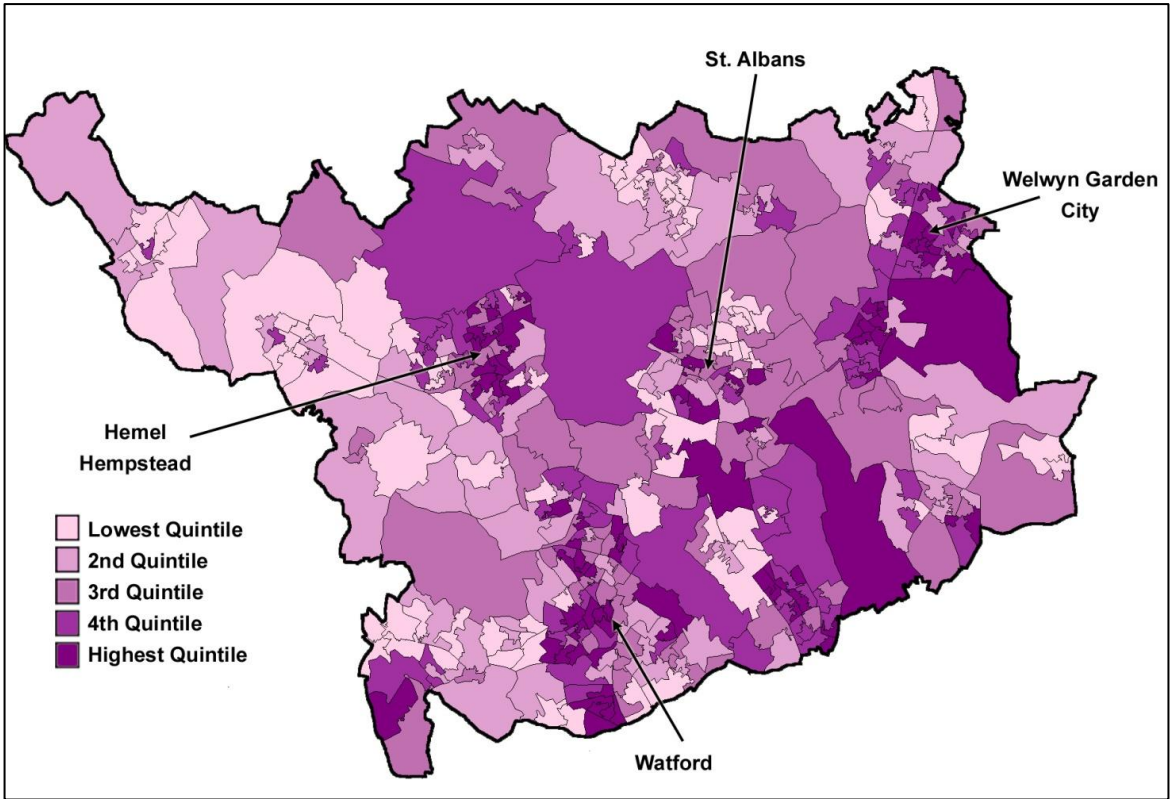 St. Albans
Welwyn Garden
City
Hemel
Hempstead
Lowest Quintile
2nd Quintile
3rd Quintile
4th Quintile
Highest Quintile
Watford